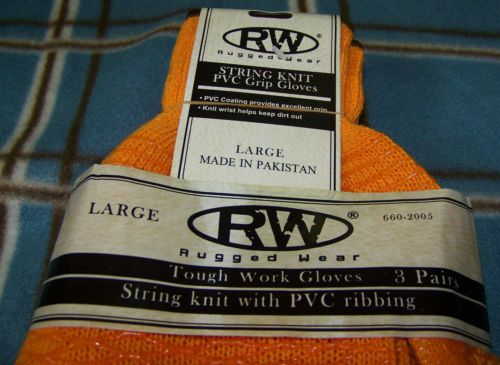 RW®
Rugged Wear
STRING KNIT
PVC Grip Gloves
• PVC Coating provides excellent grip
• Knit wrist helps keep dirt out
LARGE
MADE IN PAKISTAN
LARGE RW® 660-2005
Rugged Wear
Tough Work Gloves 3 Pairs
String knit with PVC ribbing